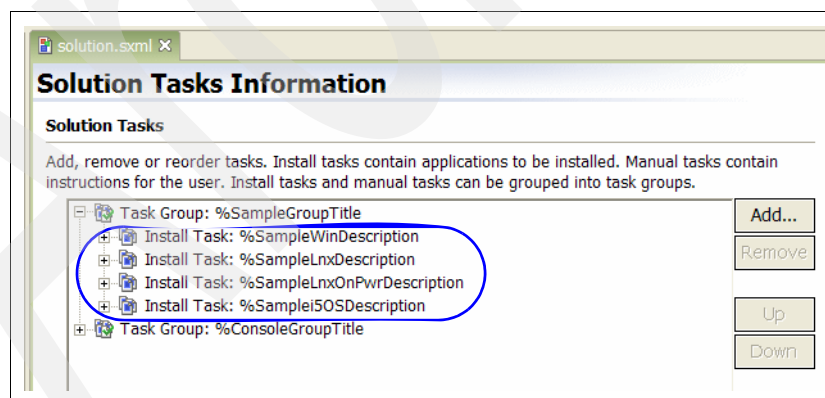 solution.sxml
Solution Tasks Information
Solution Tasks
Add, remove or reorder tasks. Install tasks contain applications to be installed. Manual tasks contain
instructions for the user. Install tasks and manual tasks can be grouped into task groups.
Task Group: %SampleGroupTitle
Install Task: %SampleWinDescription
Install Task: %SampleLnxDescription
Install Task: %SampleLnxOnPwrDescription
Install Task: %Samplei5OSDescription
Task Group: %ConsoleGroupTitle
Add...
Remove
Up
Down